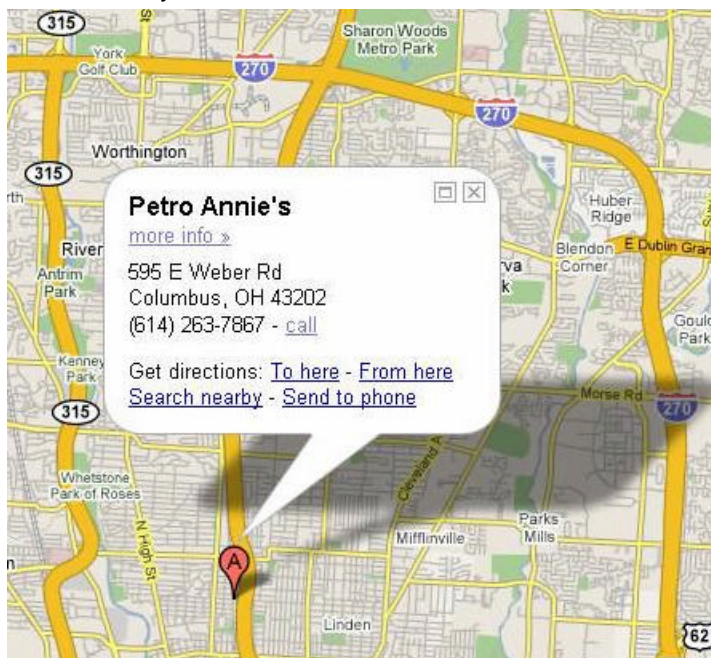 315
Sharon Woods
Metro Park
York
Golf Club
270
270
Worthington
315
Petro Annie's
more info »
595 E Weber Rd
Columbus, OH 43202
(614) 263-7867 - call
Get directions: To here - From here
Search nearby - Send to phone
Huber
Ridge
River
Blendon
Corner
E Dublin Gran
va
k
Antrim
Park
Goul
Park
Kenney
Park
Morse Rd
270
315
Cleveland A
Whetstone
Park of Roses
N High St
Parks
Mills
Mifflinville
A
Linden
62